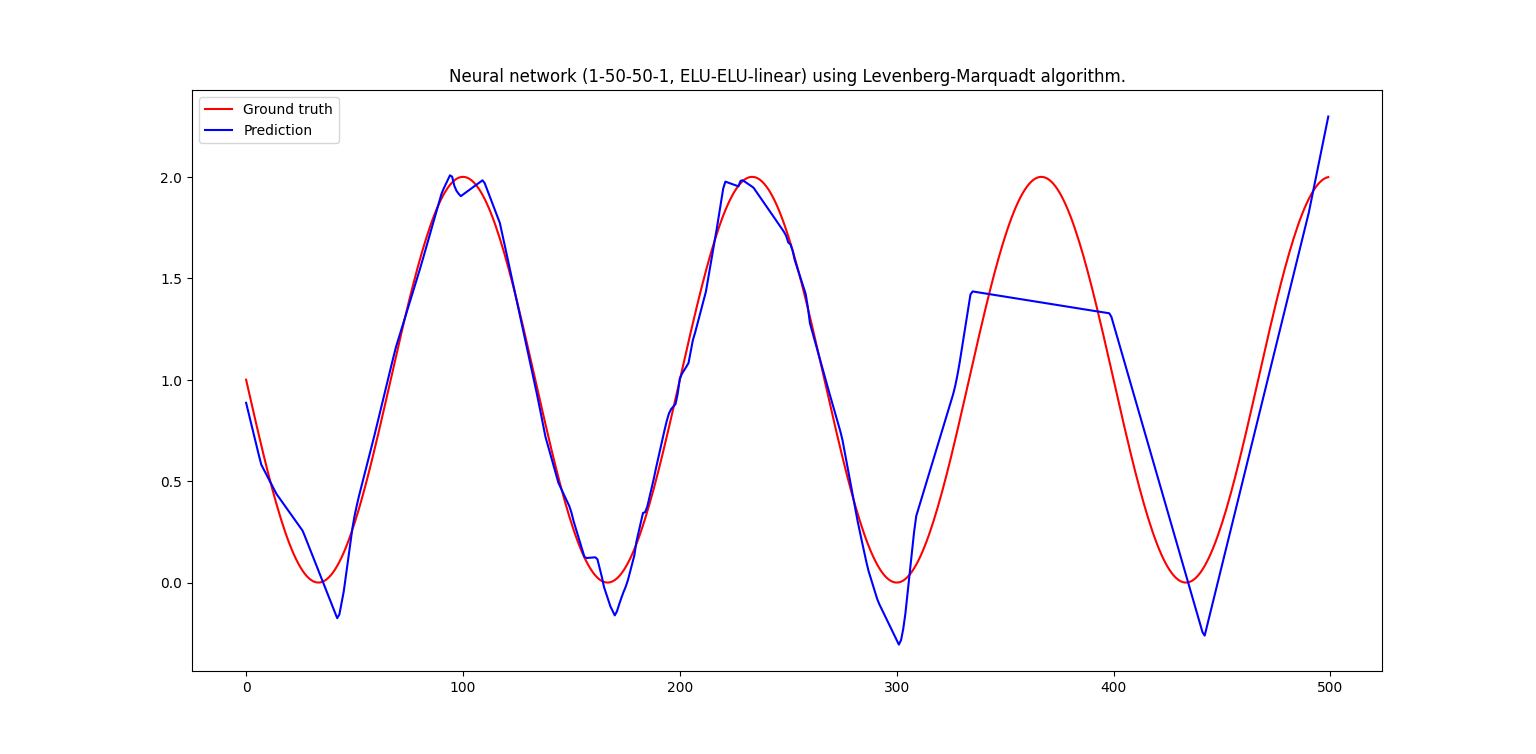 Neural network (1-50-50-1, ELU-ELU-linear) using Levenberg-Marquadt algorithm.
Ground truth
Prediction
2.0
1.5
1.0
0.5
0.0
0 100 200 300 400 500